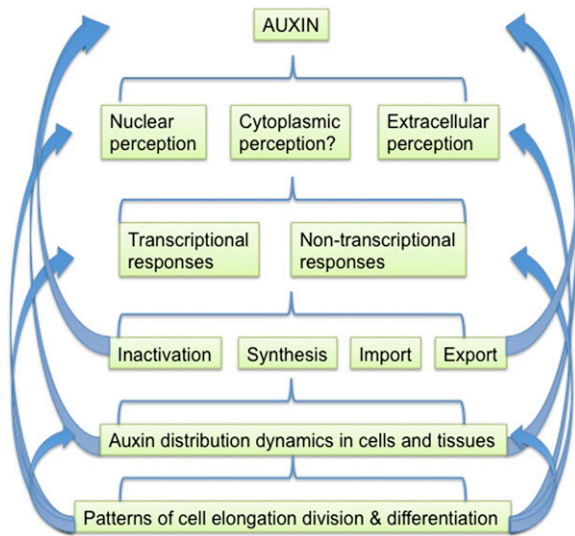 AUXIN
Nuclear
perception
Cytoplasmic
perception?
Extracellular
perception
Transcriptional
responses
Non-transcriptional
responses
Inactivation
Synthesis
Import
Export
Auxin distribution dynamics in cells and tissues
Patterns of cell elongation division & differentiation